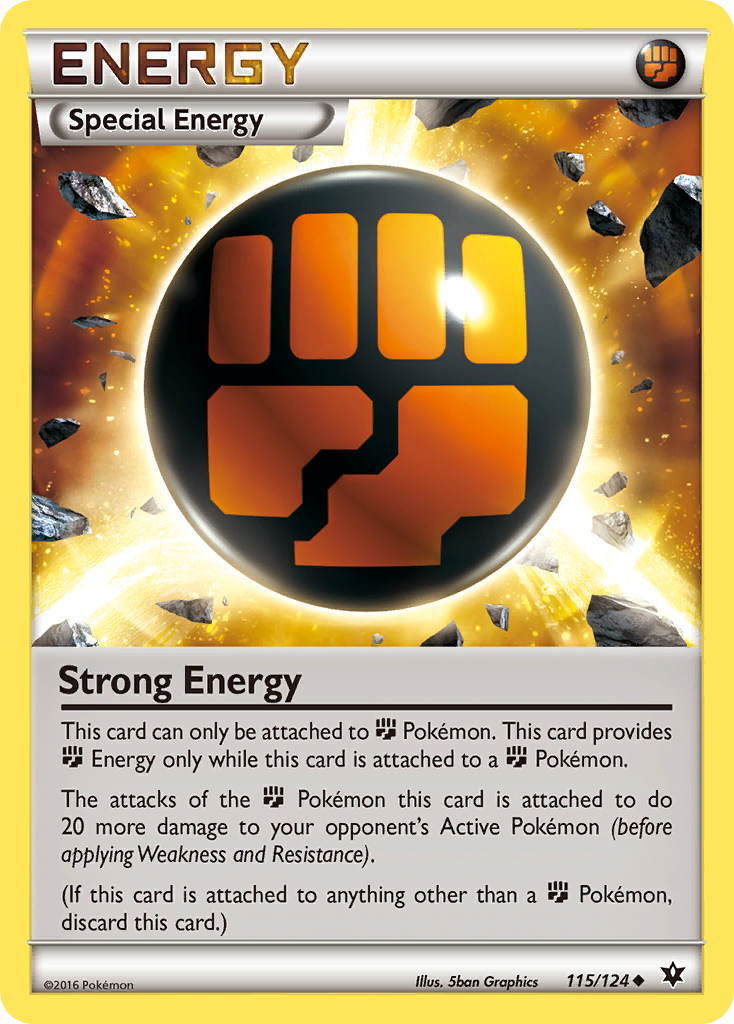 ENERGY
Special Energy
Strong Energy
This card can only be attached to Pokémon. This card provides
Energy only while this card is attached to a Pokémon.
The attacks of the Pokémon this card is attached to do
20 more damage to your opponent's Active Pokémon (before
applying Weakness and Resistance).
(If this card is attached to anything other than a Pokémon,
discard this card.)
©2016 Pokémon
Illus. 5ban Graphics
115/124